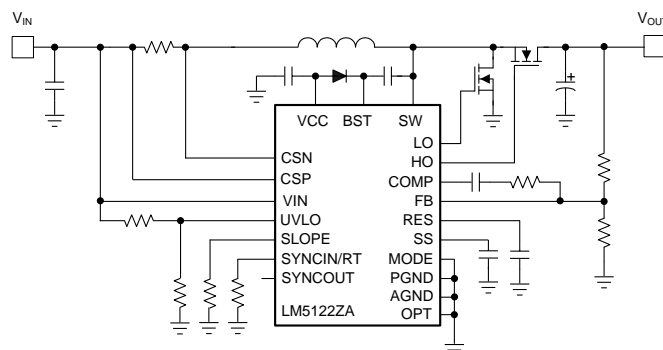 VIN
VOUT
VCC BST SW
LO
HO
COMP
FB
RES
SS
MODE
PGND
AGND
OPT
CSN
CSP
VIN
UVLO
SLOPE
SYNCIN/RT
SYNCOUT
LM5122ZA
+